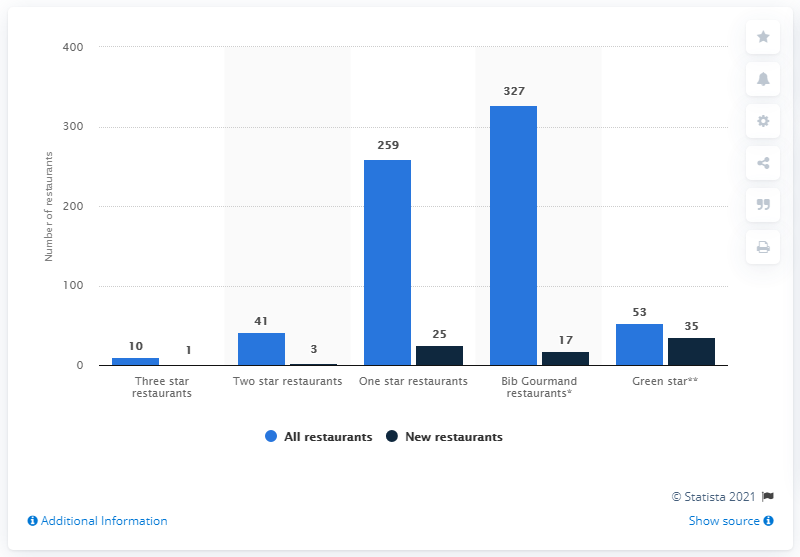 400
300
200
100
0
Number of restaurants
10
1
41
3
259
25
327
17
53
35
Three star
restaurants
Two star restaurants
One star restaurants
Bib Gourmand
restaurants*
Green star**
All restaurants
New restaurants
© Statista 2021
Additional Information
Show source